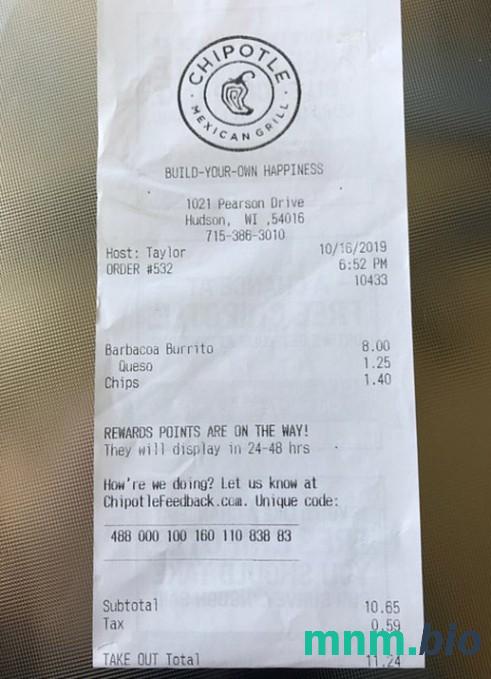 CHIPOTLE
MEXICAN GRILL
BUILD-YOUR-OWN HAPPINESS
1021 Pearson Drive
Hudson, WI ,54016
715-386-3010
Host: Taylor 10/16/2019
ORDER #532 6:52 PM
10433
Barbacoa Burrito 8.00
Queso 1.25
Chips 1.40
REWARDS POINTS ARE ON THE WAY!
They will display in 24-48 hrs
How're we doing? Let us know at
ChipotleFeedback.com. Unique code:
488 000 100 160 110 838 83
Subtotal 10.65
Tax 0.59
TAKE OUT Total 11.24
mnm.bio